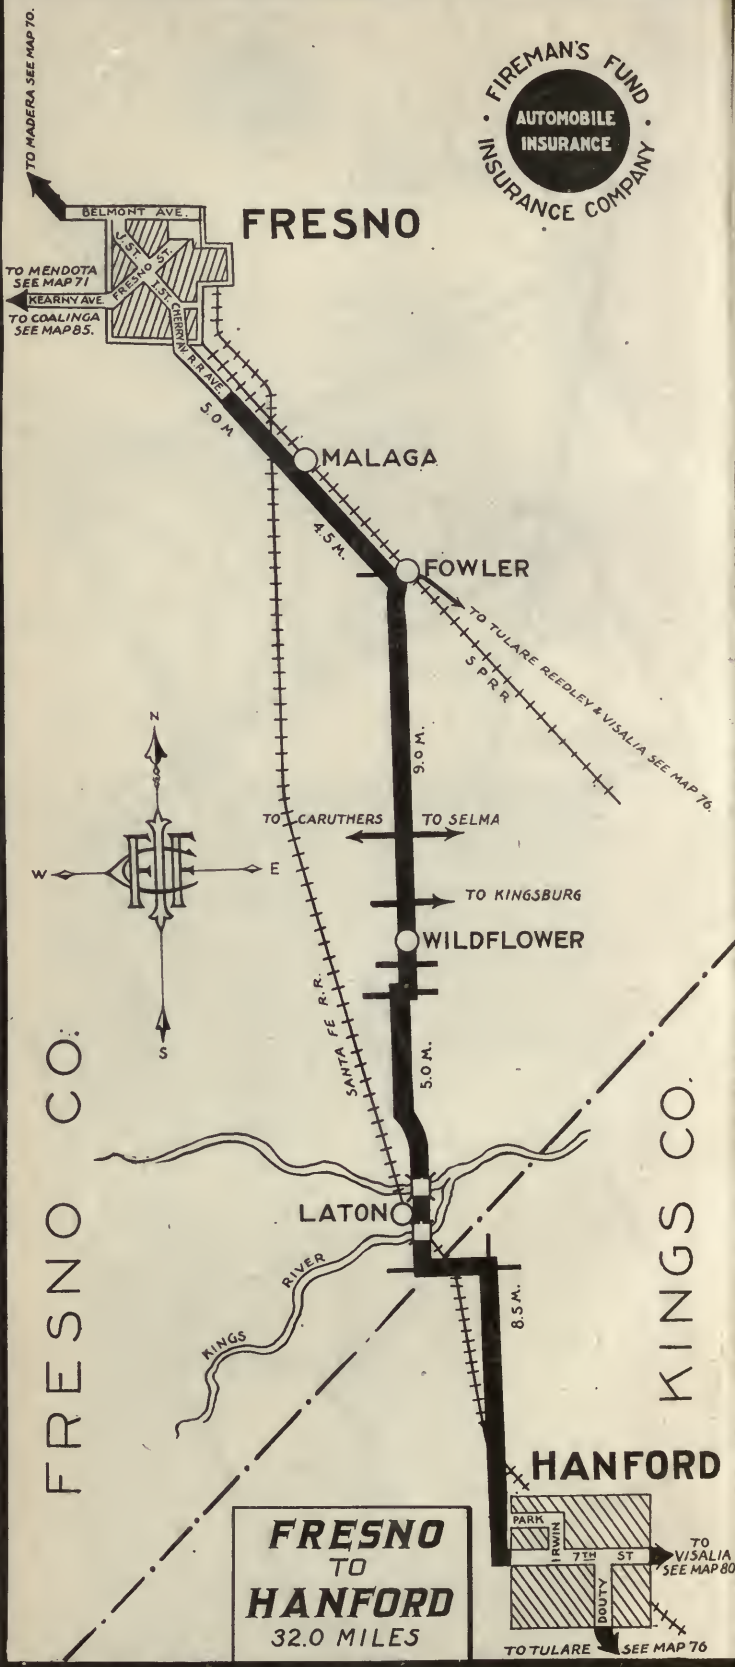 TO MADERA SEE MAP 70.
FIREMAN'S FUND
INSURANCE COMPANY
AUTOMOBILE
INSURANCE
BELMONT AVE.
FRESNO
J. ST.
FRESNO ST.
I. ST.
CHERRY AV.
R.R. AVE.
TO MENDOTA
SEE MAP 71
KEARNY AVE.
TO COALINGA
SEE MAP 85.
5.0 M.
MALAGA
4.5 M.
FOWLER
TO TULARE REEDLEY & VISALIA SEE MAP 76.
S P R R
9.0 M.
N
W
E
S
TO CARUTHERS
TO SELMA
TO KINGSBURG
WILDFLOWER
SANTA FE R.R.
5.0 M.
FRESNO CO.
KINGS CO.
LATON
KINGS RIVER
8.5 M.
HANFORD
PARK
IRWIN
7TH ST
DOUTY
TO
VISALIA
SEE MAP 80
TO TULARE SEE MAP 76
FRESNO
TO
HANFORD
32.0 MILES